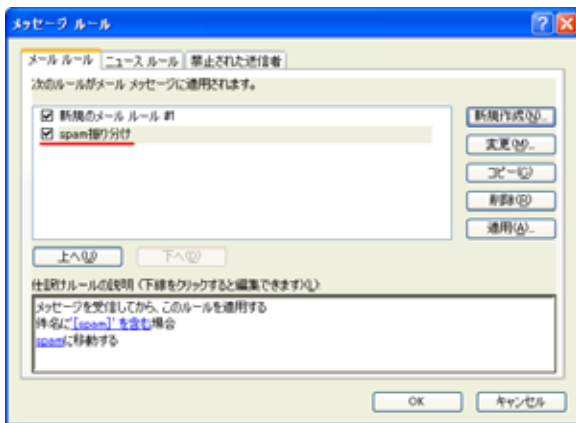 メッセージ ルール
メール ルール ニュース ルール 禁止された送信者
次のルールがメール メッセージに適用されます。
新規のメール ルール #1
spam振り分け
新規作成(N)...
変更(M)...
コピー(C)
削除(R)
適用(A)...
上へ(U) 下へ(D)
仕訳けルールの説明 (下線をクリックすると編集できます)(L)
メッセージを受信してから、このルールを適用する
件名に '[spam]' を含む場合
spamに移動する
OK キャンセル